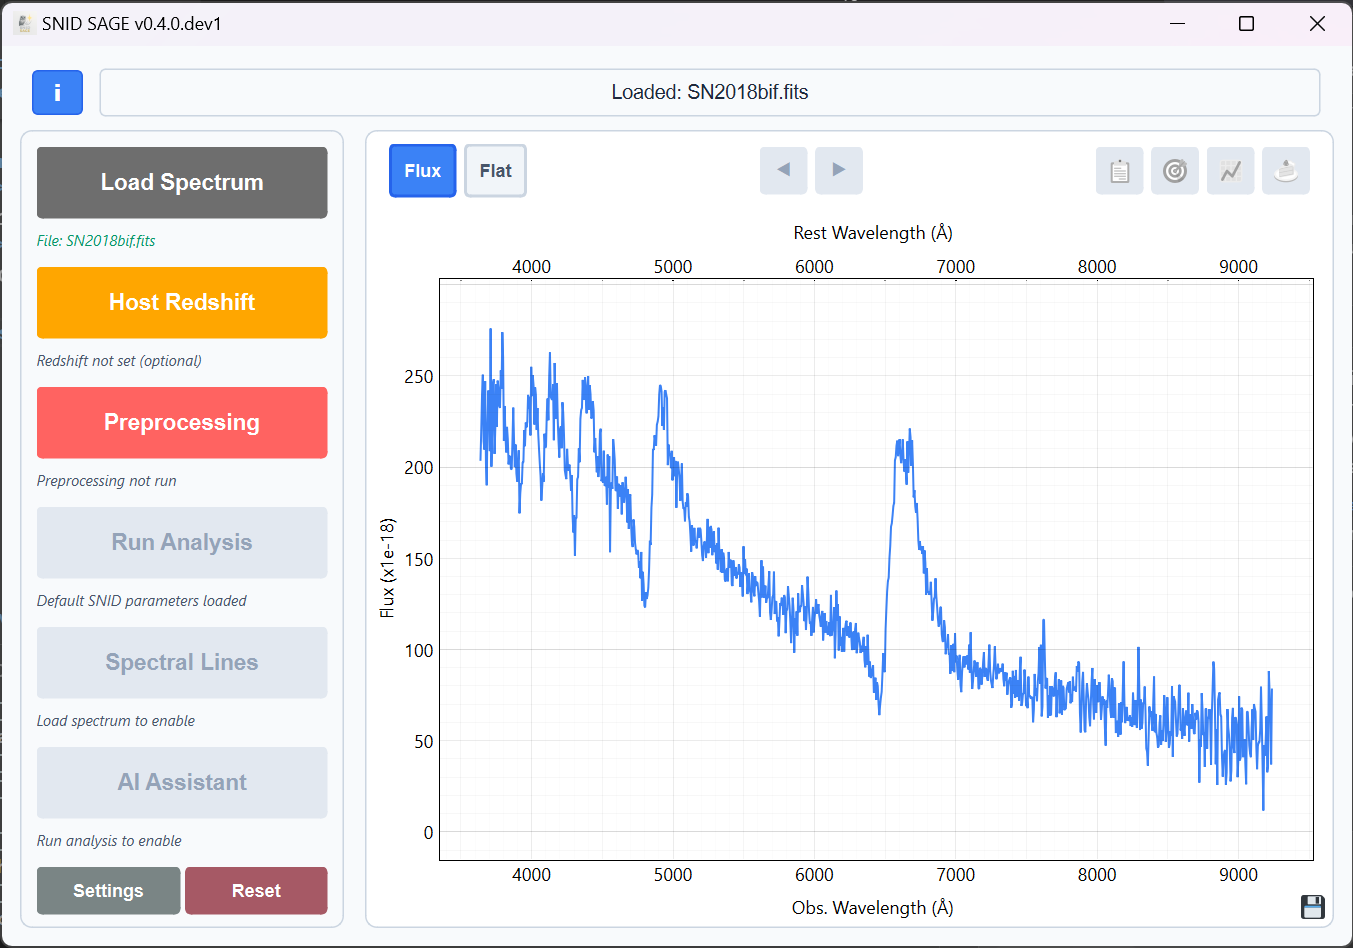 SNID SAGE v0.4.0.dev1
i
Loaded: SN2018bif.fits
Load Spectrum
File: SN2018bif.fits
Host Redshift
Redshift not set (optional)
Preprocessing
Preprocessing not run
Run Analysis
Default SNID parameters loaded
Spectral Lines
Load spectrum to enable
AI Assistant
Run analysis to enable
Settings Reset
Flux Flat
Rest Wavelength (Å)
4000 5000 6000 7000 8000 9000
250
200
150
100
50
0
Flux (x1e-18)
4000 5000 6000 7000 8000 9000
Obs. Wavelength (Å)